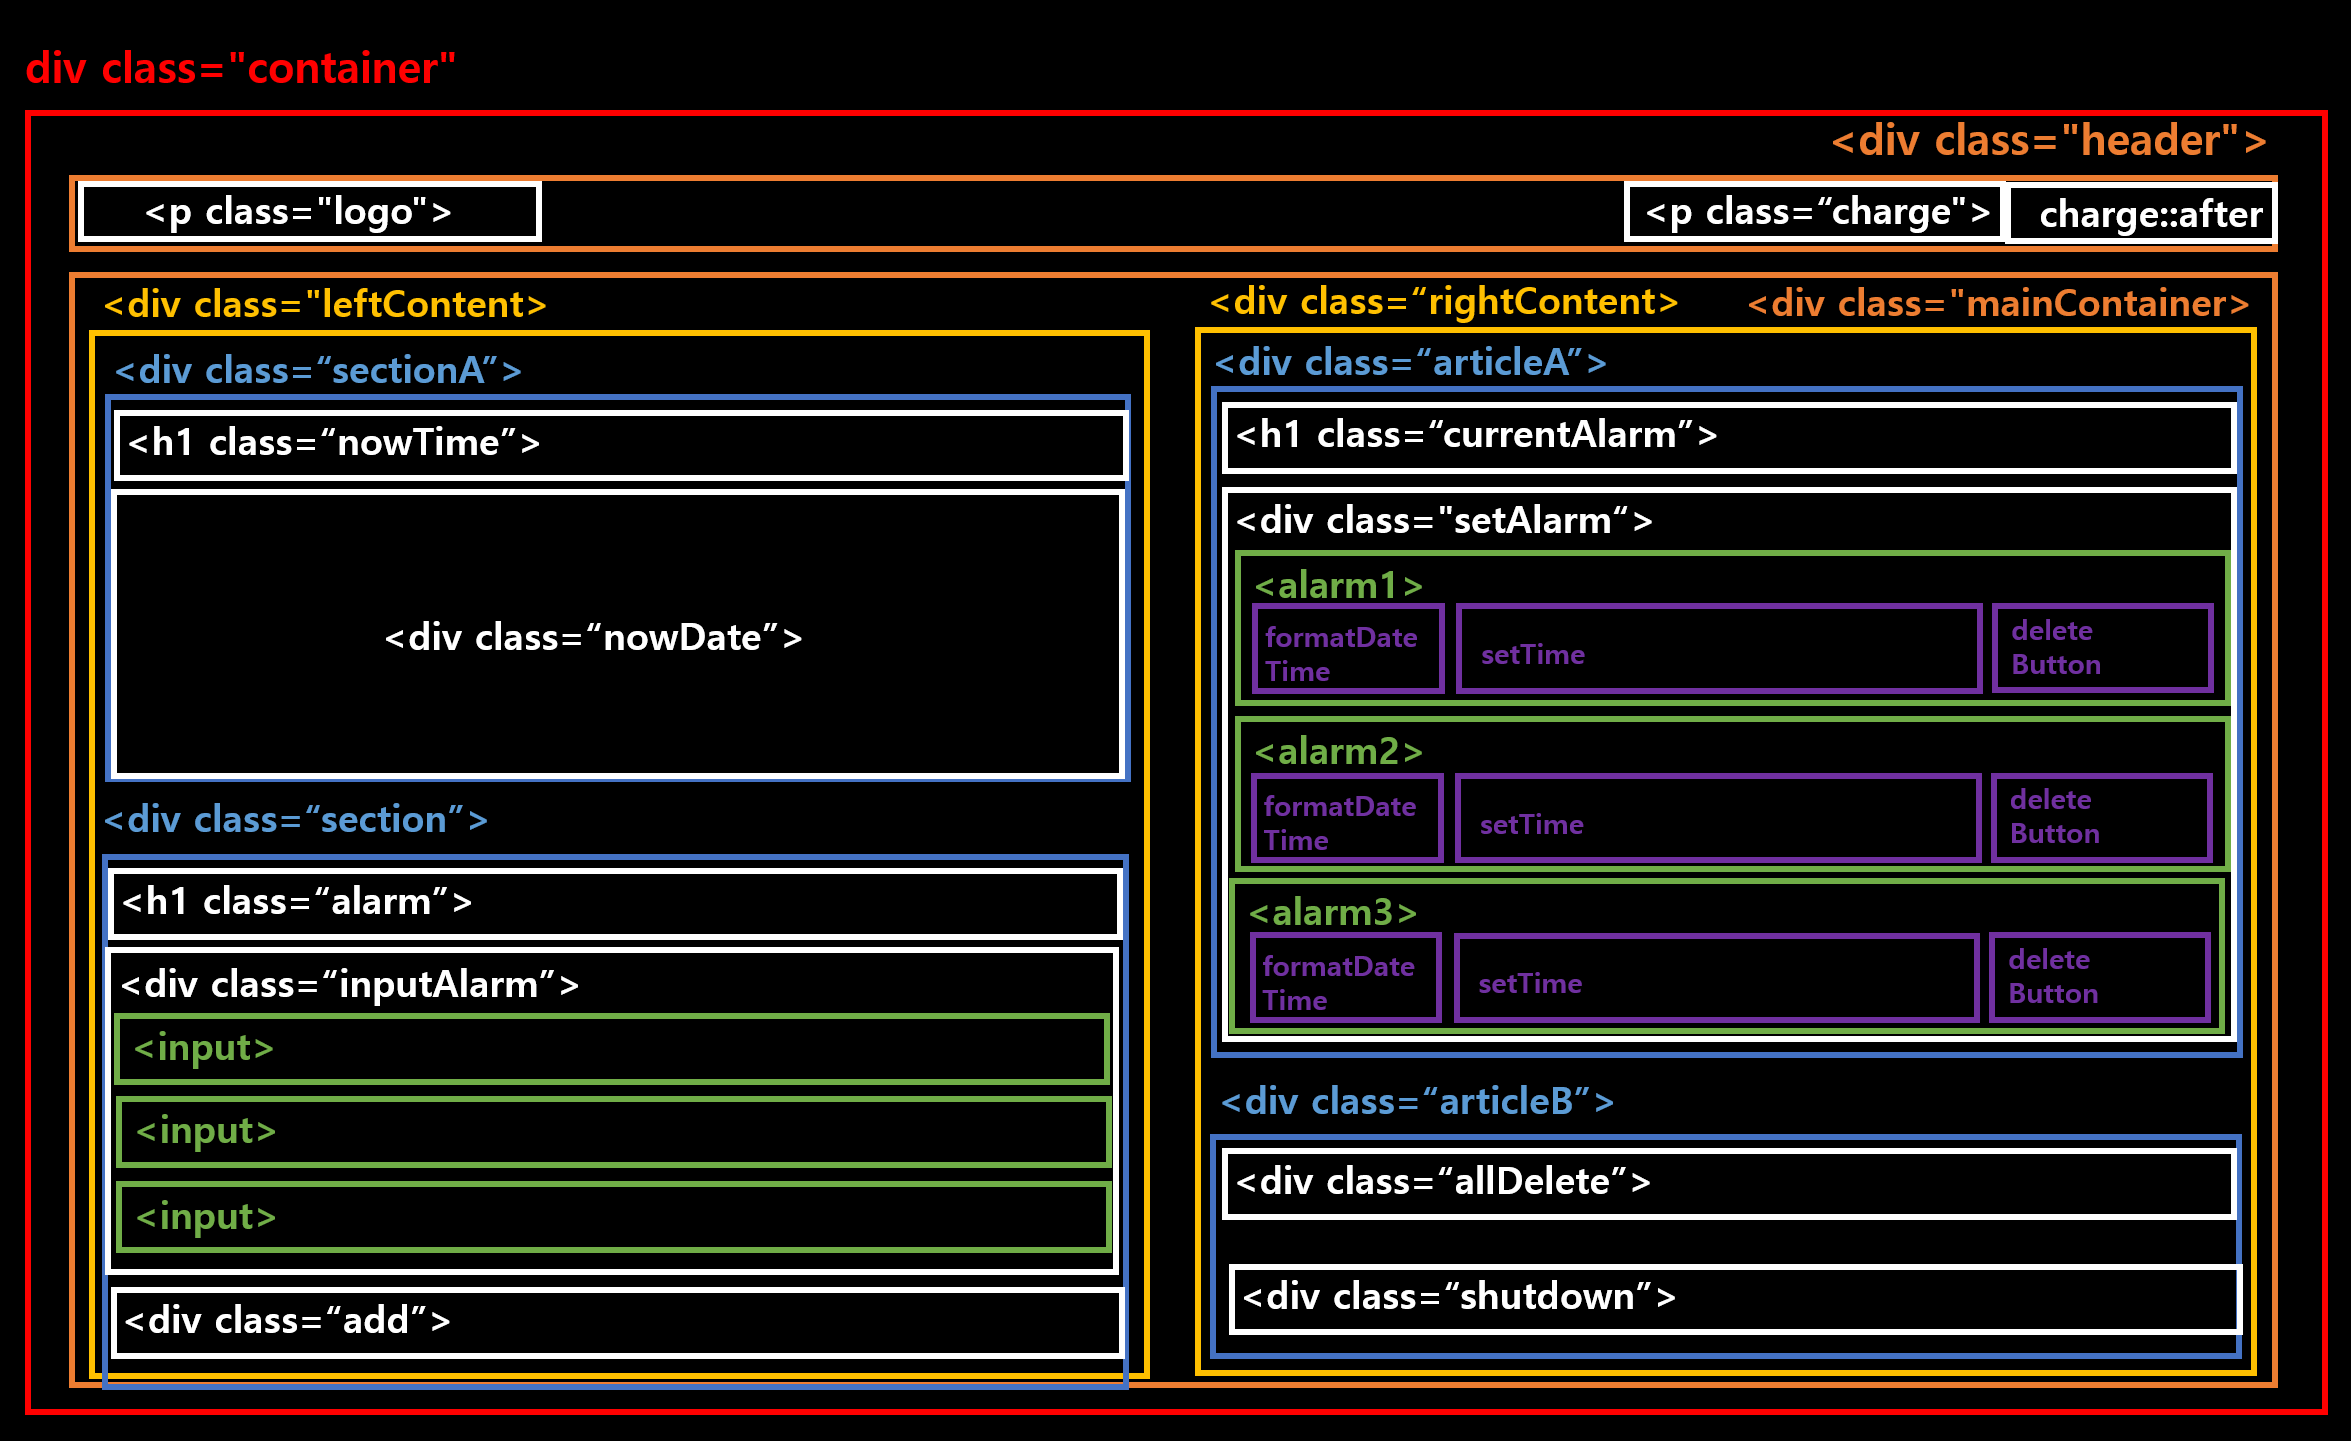 div class="container"
<div class="header">
<p class="logo">
<p class=“charge">
charge::after
<div class="leftContent>
<div class=“rightContent>
<div class="mainContainer>
<div class=“sectionA”>
<h1 class=“nowTime”>
<div class=“nowDate”>
<div class=“section”>
<h1 class=“alarm”>
<div class=“inputAlarm”>
<input>
<input>
<input>
<div class=“add”>
<div class=“articleA”>
<h1 class=“currentAlarm”>
<div class="setAlarm“>
<alarm1>
formatDate
Time
setTime
delete
Button
<alarm2>
formatDate
Time
setTime
delete
Button
<alarm3>
formatDate
Time
setTime
delete
Button
<div class=“articleB”>
<div class=“allDelete”>
<div class=“shutdown”>